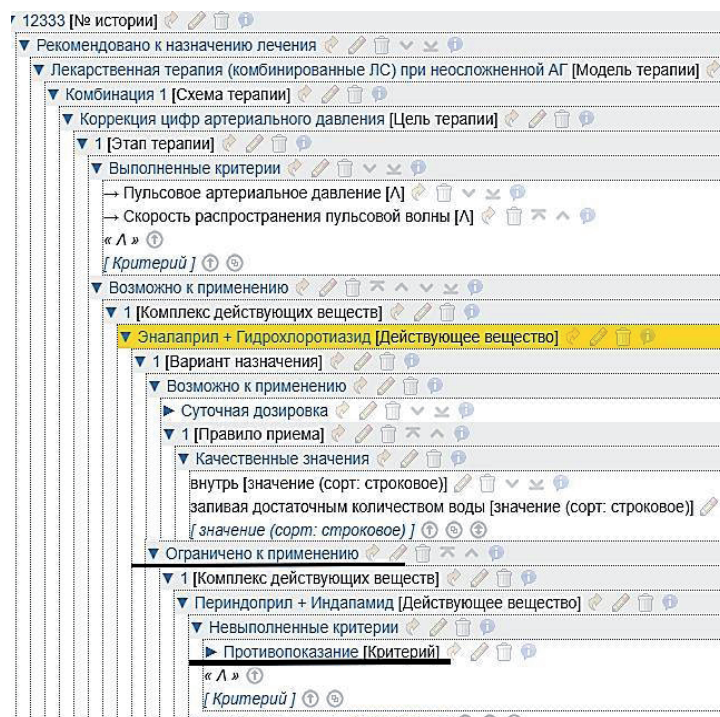 12333 [№ истории]
Рекомендовано к назначению лечения
Лекарственная терапия (комбинированные ЛС) при неосложненной АГ [Модель терапии]
Комбинация 1 [Схема терапии]
Коррекция цифр артериального давления [Цель терапии]
1 [Этап терапии]
Выполненные критерии
→ Пульсовое артериальное давление [Λ]
→ Скорость распространения пульсовой волны [Λ]
« Λ »
[ Критерий ]
Возможно к применению
1 [Комплекс действующих веществ]
Эналаприл + Гидрохлоротиазид [Действующее вещество]
1 [Вариант назначения]
Возможно к применению
Суточная дозировка
1 [Правило приема]
Качественные значения
внутрь [значение (сорт: строковое)]
запивая достаточным количеством воды [значение (сорт: строковое)]
[ значение (сорт: строковое) ]
Ограничено к применению
1 [Комплекс действующих веществ]
Периндоприл + Индапамид [Действующее вещество]
Невыполненные критерии
Противопоказание [Критерий]
« Λ »
[ Критерий ]